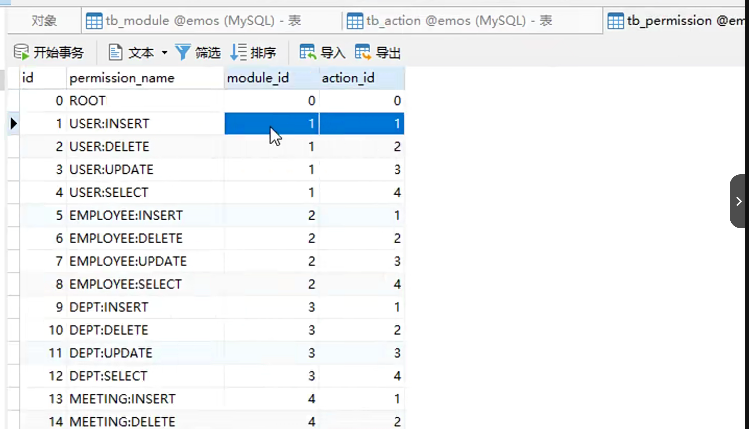 对象 tb_module @emos (MySQL) - 表 tb_action @emos (MySQL) - 表 tb_permission @em
开始事务 文本 筛选 排序 导入 导出
id permission_name module_id action_id
0 ROOT 0 0
1 USER:INSERT 1 1
2 USER:DELETE 1 2
3 USER:UPDATE 1 3
4 USER:SELECT 1 4
5 EMPLOYEE:INSERT 2 1
6 EMPLOYEE:DELETE 2 2
7 EMPLOYEE:UPDATE 2 3
8 EMPLOYEE:SELECT 2 4
9 DEPT:INSERT 3 1
10 DEPT:DELETE 3 2
11 DEPT:UPDATE 3 3
12 DEPT:SELECT 3 4
13 MEETING:INSERT 4 1
14 MEETING:DELETE 4 2